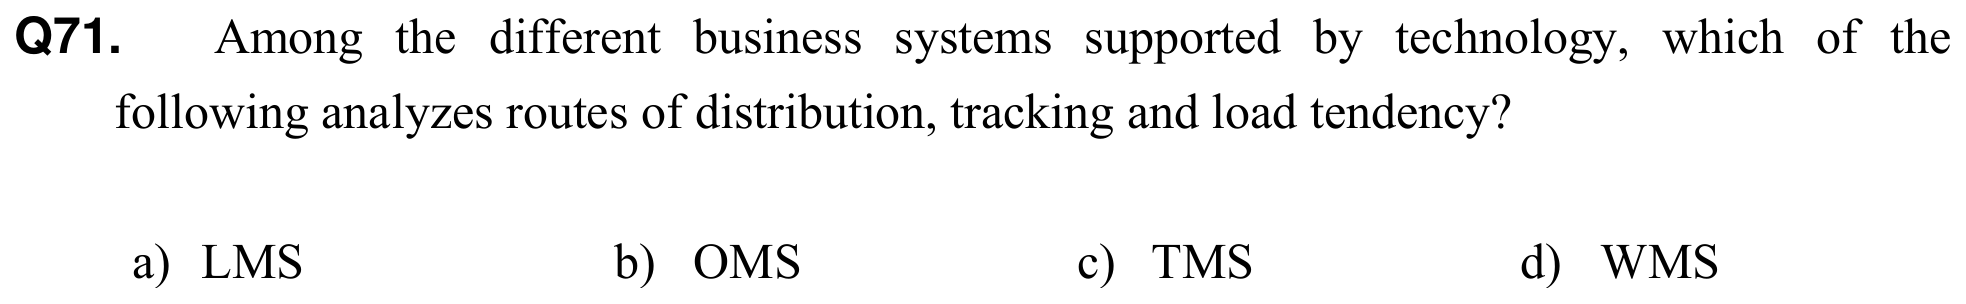 Q71. Among the different business systems supported by technology, which of the
following analyzes routes of distribution, tracking and load tendency?
a) LMS b) OMS c) TMS d) WMS